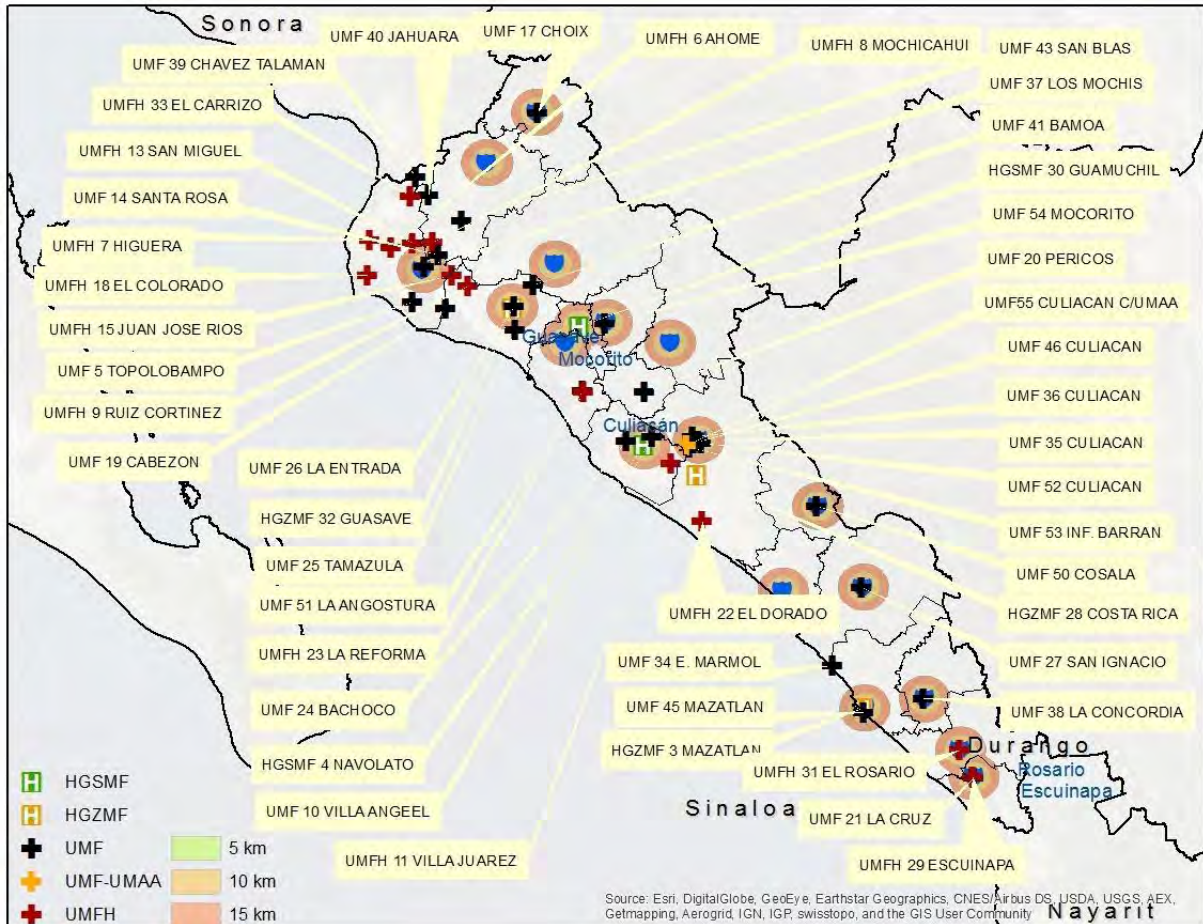 Sonora
UMF 40 JAHUARA
UMF 17 CHOIX
UMFH 6 AHOME
UMFH 8 MOCHICAHUI
UMF 43 SAN BLAS
UMF 39 CHAVEZ TALAMAN
UMF 37 LOS MOCHIS
UMFH 33 EL CARRIZO
UMF 41 BAMOA
UMFH 13 SAN MIGUEL
HGSMF 30 GUAMUCHIL
UMF 14 SANTA ROSA
UMF 54 MOCORITO
UMFH 7 HIGUERA
UMF 20 PERICOS
UMFH 18 EL COLORADO
UMF55 CULIACAN C/UMAA
UMFH 15 JUAN JOSE RIOS
Guasave
UMF 46 CULIACAN
Mocorito
UMF 5 TOPOLOBAMPO
UMF 36 CULIACAN
UMFH 9 RUIZ CORTINEZ
Culiacán
UMF 35 CULIACAN
UMF 19 CABEZON
UMF 26 LA ENTRADA
UMF 52 CULIACAN
HGZMF 32 GUASAVE
UMF 53 INF. BARRAN
UMF 25 TAMAZULA
UMF 50 COSALA
UMF 51 LA ANGOSTURA
UMFH 22 EL DORADO
HGZMF 28 COSTA RICA
UMFH 23 LA REFORMA
UMF 34 E. MARMOL
UMF 27 SAN IGNACIO
UMF 24 BACHOCO
UMF 45 MAZATLAN
UMF 38 LA CONCORDIA
HGSMF 4 NAVOLATO
HGZMF 3 MAZATLAN
Durango
UMFH 31 EL ROSARIO
Rosario
Escuinapa
UMF 10 VILLA ANGEEL
Sinaloa
UMF 21 LA CRUZ
UMFH 11 VILLA JUAREZ
UMFH 29 ESCUINAPA
HGSMF
HGZMF
UMF
5 km
UMF-UMAA
10 km
UMFH
15 km
Source: Esri, DigitalGlobe, GeoEye, Earthstar Geographics, CNES/Airbus DS, USDA, USGS, AEX,
Getmapping, Aerogrid, IGN, IGP, swisstopo, and the GIS User Community
Nayarit